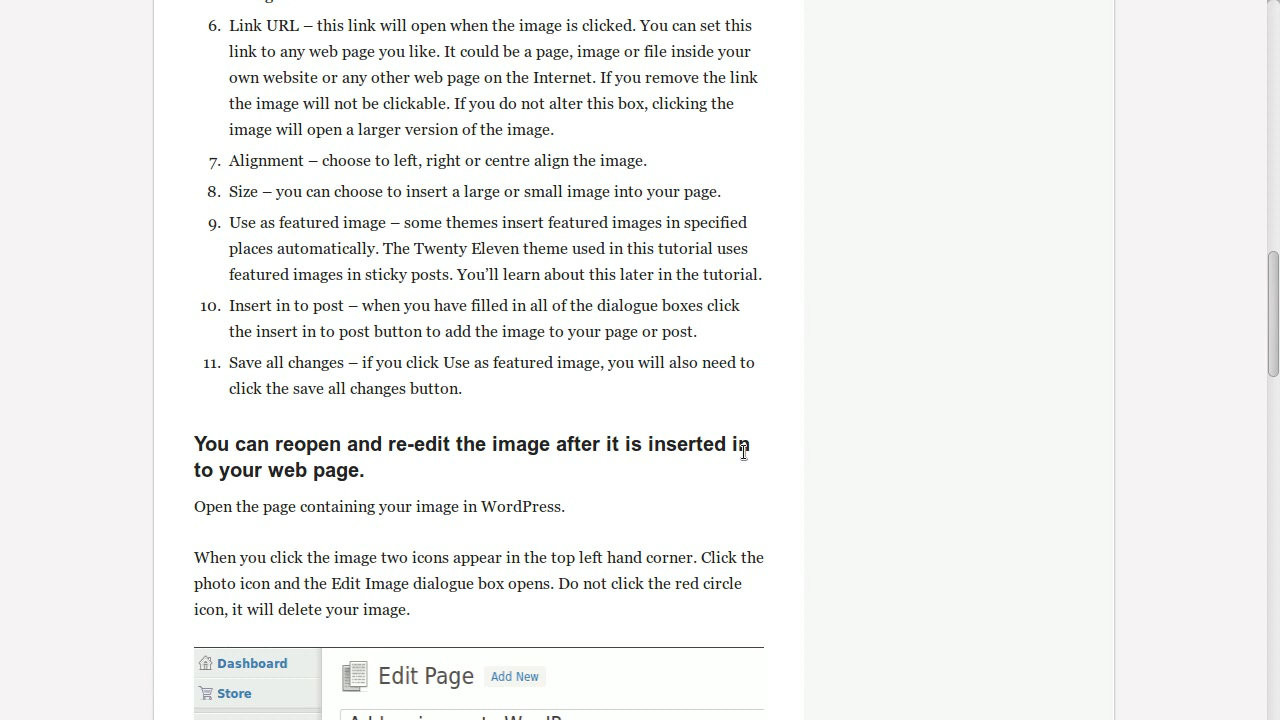 6. Link URL – this link will open when the image is clicked. You can set this
link to any web page you like. It could be a page, image or file inside your
own website or any other web page on the Internet. If you remove the link
the image will not be clickable. If you do not alter this box, clicking the
image will open a larger version of the image.
7. Alignment – choose to left, right or centre align the image.
8. Size – you can choose to insert a large or small image into your page.
9. Use as featured image – some themes insert featured images in specified
places automatically. The Twenty Eleven theme used in this tutorial uses
featured images in sticky posts. You’ll learn about this later in the tutorial.
10. Insert in to post – when you have filled in all of the dialogue boxes click
the insert in to post button to add the image to your page or post.
11. Save all changes – if you click Use as featured image, you will also need to
click the save all changes button.
You can reopen and re-edit the image after it is inserted in
to your web page.
Open the page containing your image in WordPress.
When you click the image two icons appear in the top left hand corner. Click the
photo icon and the Edit Image dialogue box opens. Do not click the red circle
icon, it will delete your image.
Dashboard
Edit Page Add New
Store